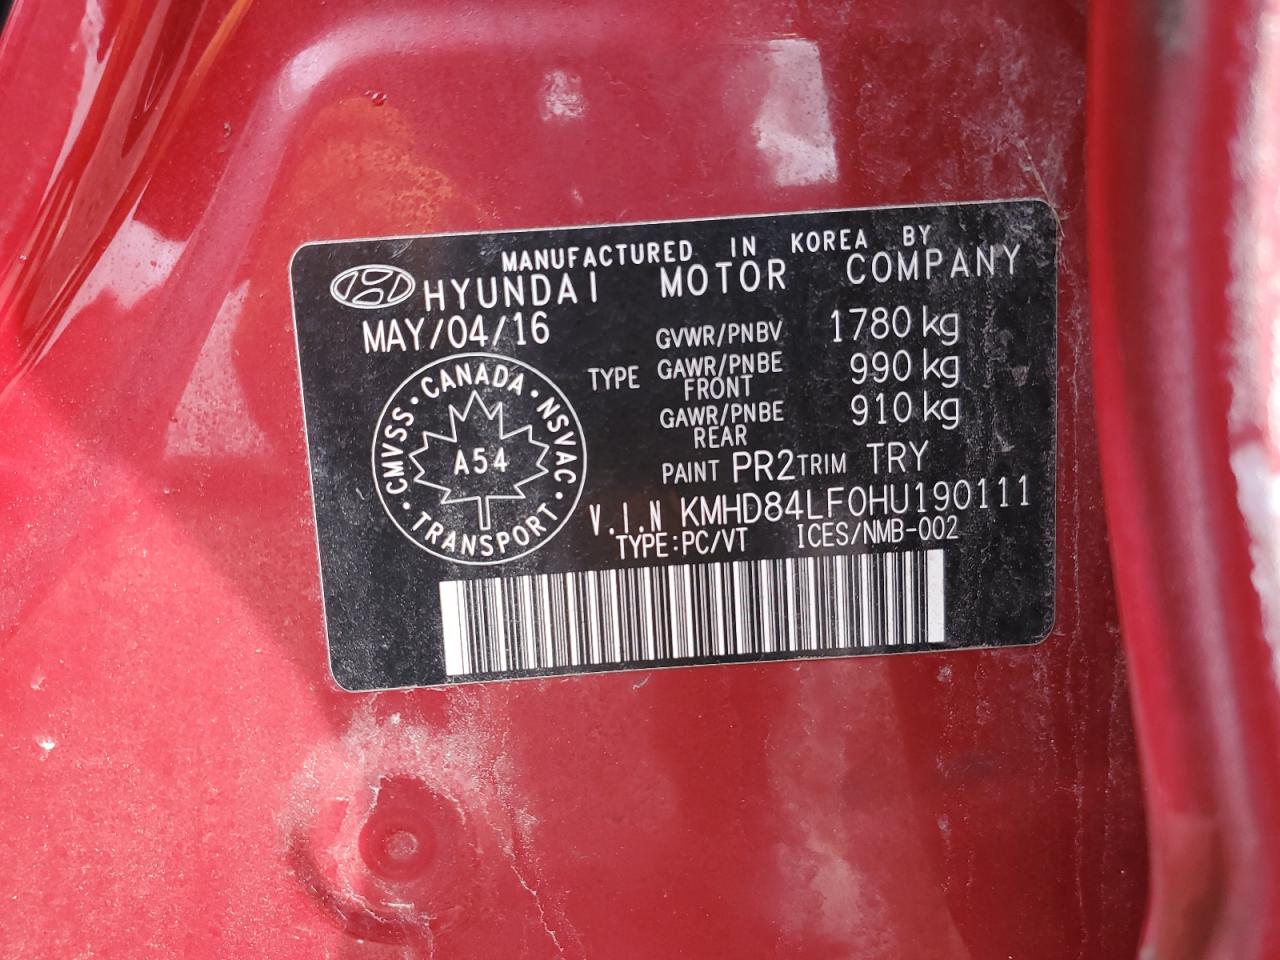 MANUFACTURED IN KOREA BY
HYUNDAI MOTOR COMPANY
MAY/04/16
GVWR/PNBV 1780 kg
TYPE GAWR/PNBE FRONT 990 kg
GAWR/PNBE REAR 910 kg
PAINT PR2 TRIM TRY
V.I.N KMHD84LF0HU190111
TYPE:PC/VT ICES/NMB-002
CMVSS · CANADA · NSVAC · TRANSPORT ·
A54